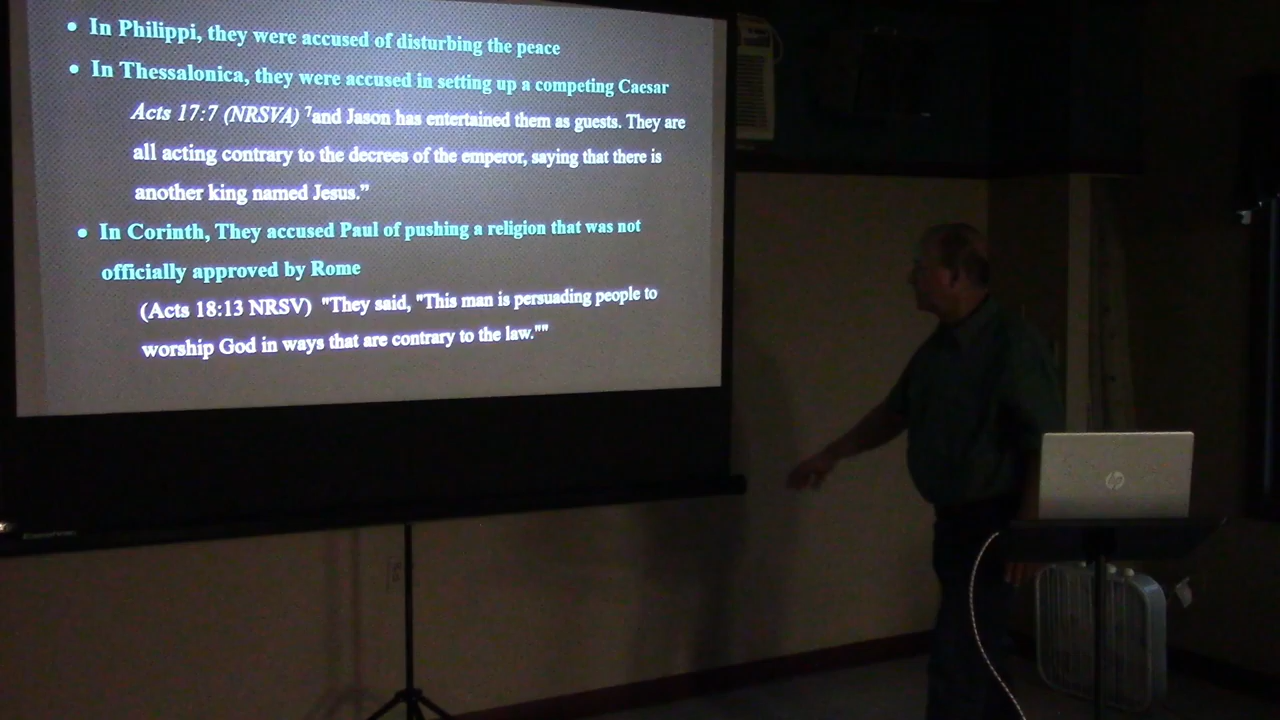 • In Philippi, they were accused of disturbing the peace
• In Thessalonica, they were accused in setting up a competing Caesar
Acts 17:7 (NRSVA) ⁷and Jason has entertained them as guests. They are
all acting contrary to the decrees of the emperor, saying that there is
another king named Jesus.”
• In Corinth, They accused Paul of pushing a religion that was not
officially approved by Rome
(Acts 18:13 NRSV) "They said, "This man is persuading people to
worship God in ways that are contrary to the law.""
hp